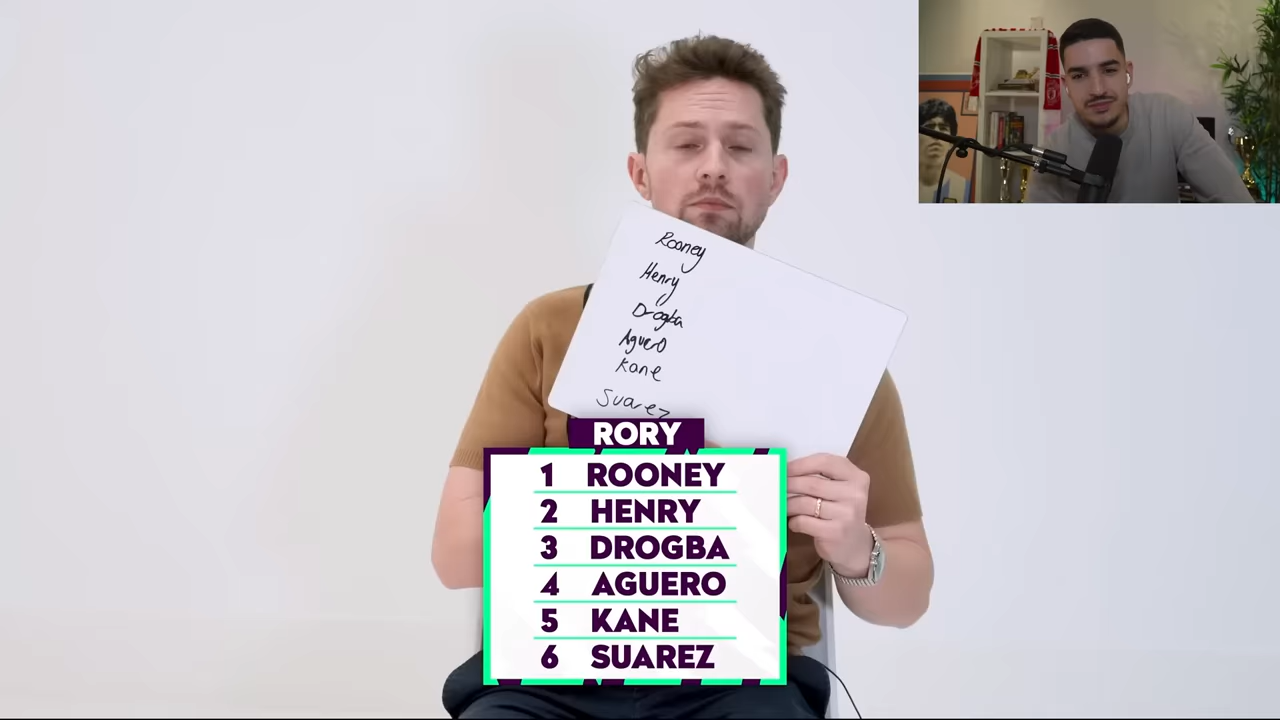 Rooney
Henry
Drogba
Aguero
Kane
Suarez
RORY
1 ROONEY
2 HENRY
3 DROGBA
4 AGUERO
5 KANE
6 SUAREZ